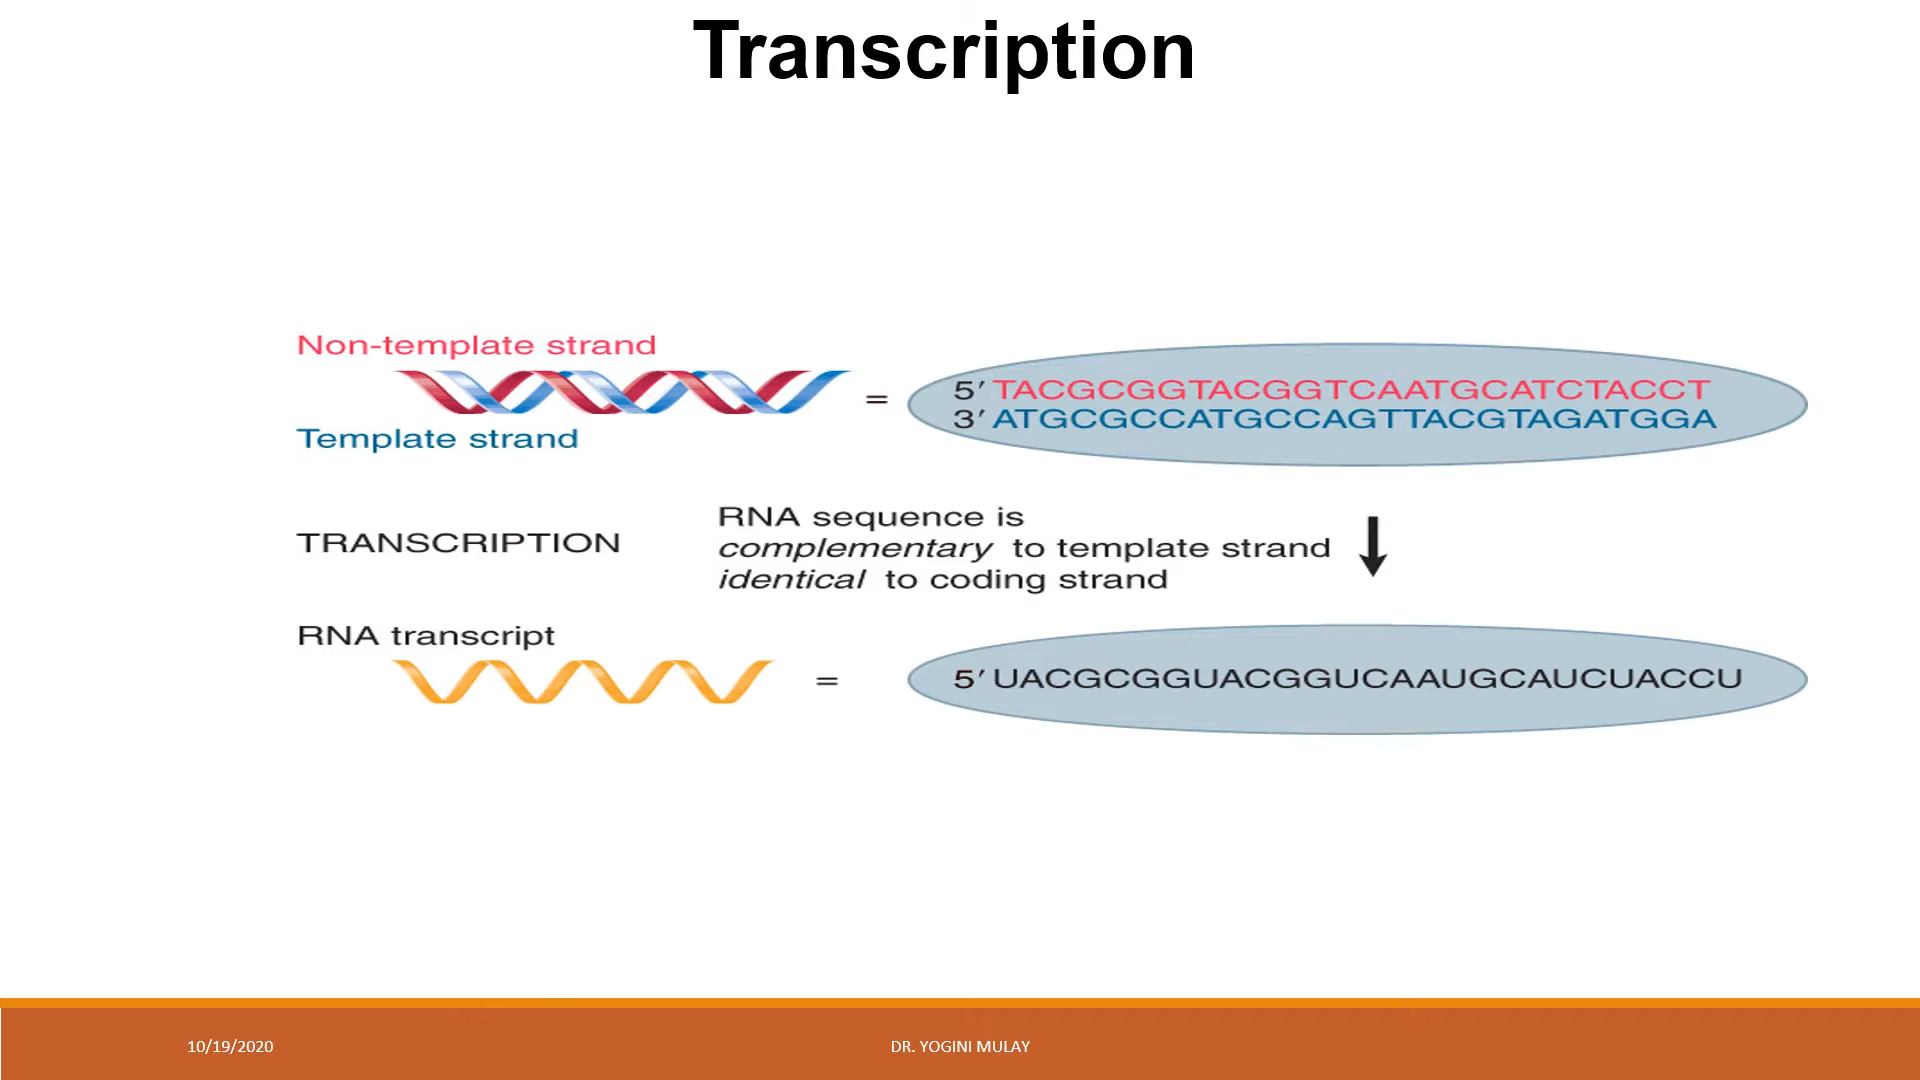 Transcription
Non-template strand
Template strand
=
5′ TACGCGGTACGGTCAATGCATCTACCT
3′ ATGCGCCATGCCAGTTACGTAGATGGA
TRANSCRIPTION
RNA sequence is
complementary to template strand
identical to coding strand
RNA transcript
=
5′ UACGCGGUACGGUCAAUGCAUCUACCU
10/19/2020
DR. YOGINI MULAY